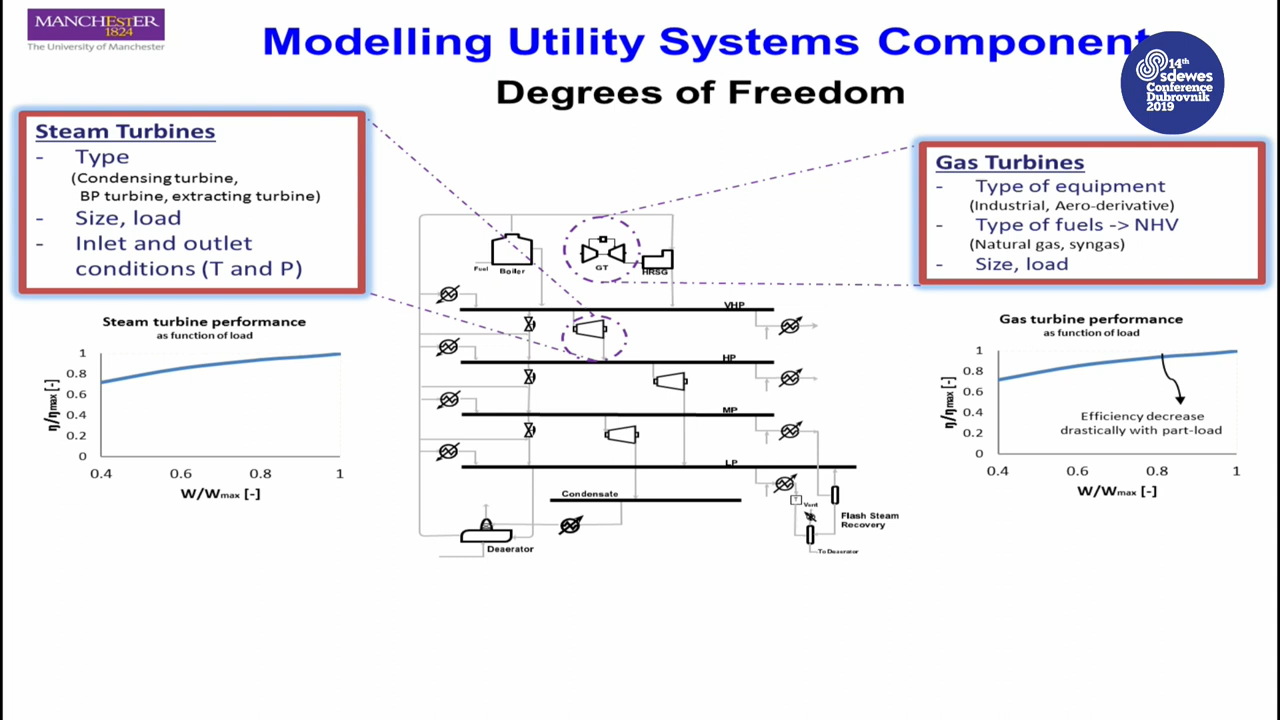 MANCHESTER
1824
The University of Manchester
Modelling Utility Systems Component
Degrees of Freedom
14th
sdewes
Conference
Dubrovnik
2019
Steam Turbines
- Type
(Condensing turbine,
BP turbine, extracting turbine)
- Size, load
- Inlet and outlet
conditions (T and P)
Gas Turbines
- Type of equipment
(Industrial, Aero-derivative)
- Type of fuels -> NHV
(Natural gas, syngas)
- Size, load
Fuel
Boiler
GT
HRSG
VHP
HP
MP
LP
Condensate
Vent
Flash Steam
Recovery
Deaerator
To Deaerator
Steam turbine performance
as function of load
η/ηmax [-]
1
0.8
0.6
0.4
0.2
0
0.4
0.6
0.8
1
W/Wmax [-]
Gas turbine performance
as function of load
η/ηmax [-]
1
0.8
0.6
0.4
0.2
0
Efficiency decrease
drastically with part-load
0.4
0.6
0.8
1
W/Wmax [-]